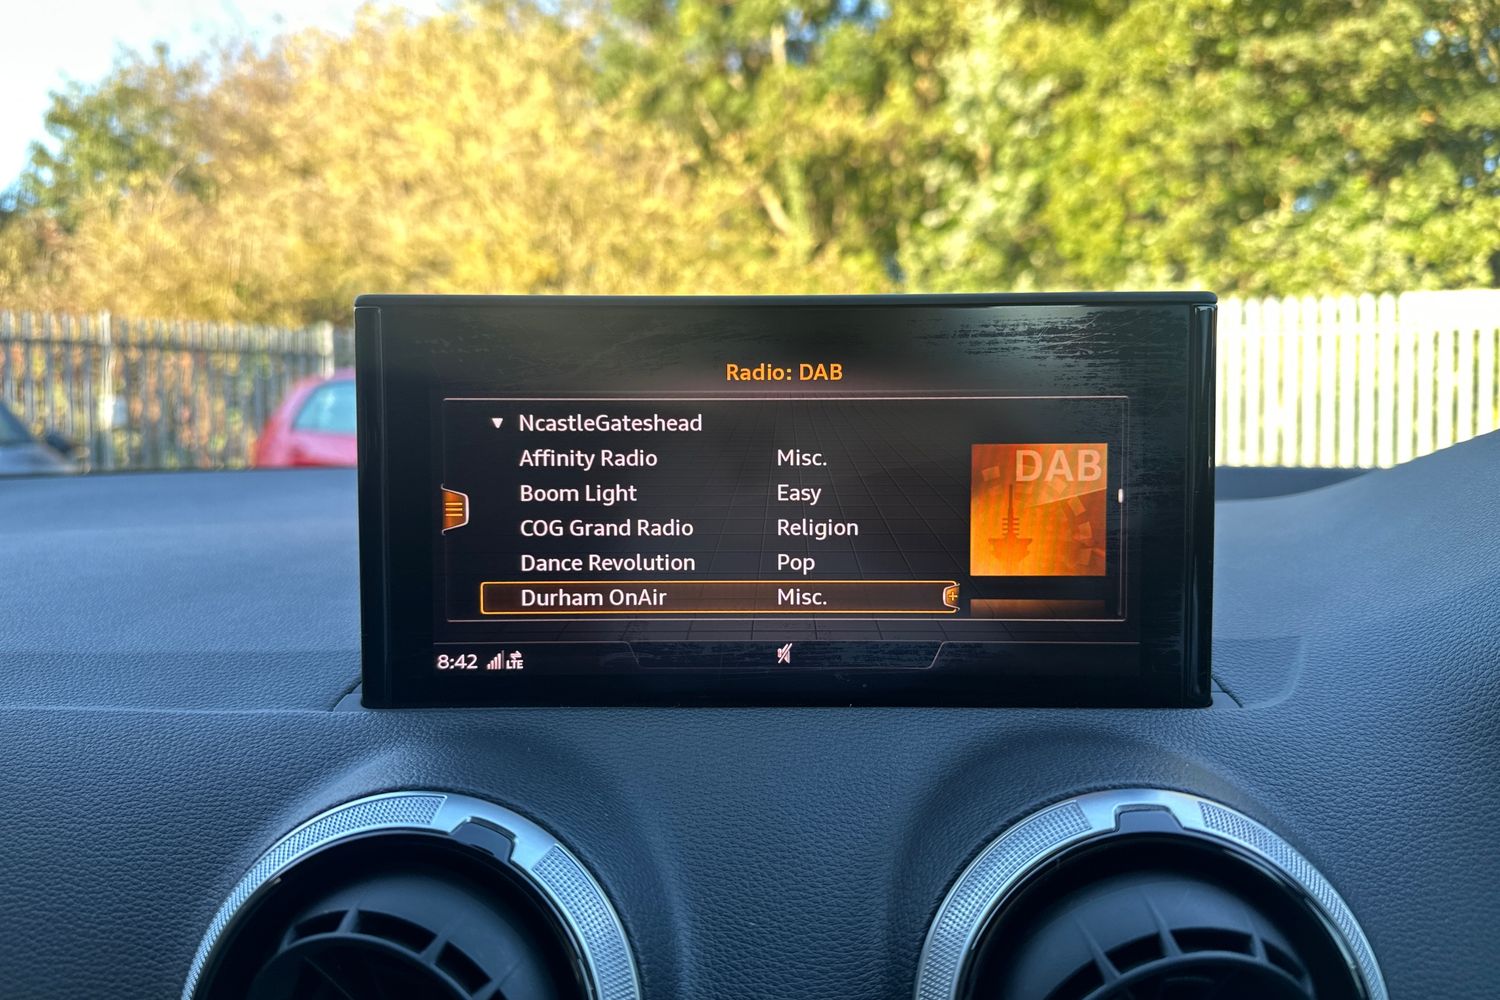 Radio: DAB
NcastleGateshead
Affinity Radio Misc.
Boom Light Easy
COG Grand Radio Religion
Dance Revolution Pop
Durham OnAir Misc.
DAB
8:42 LTE